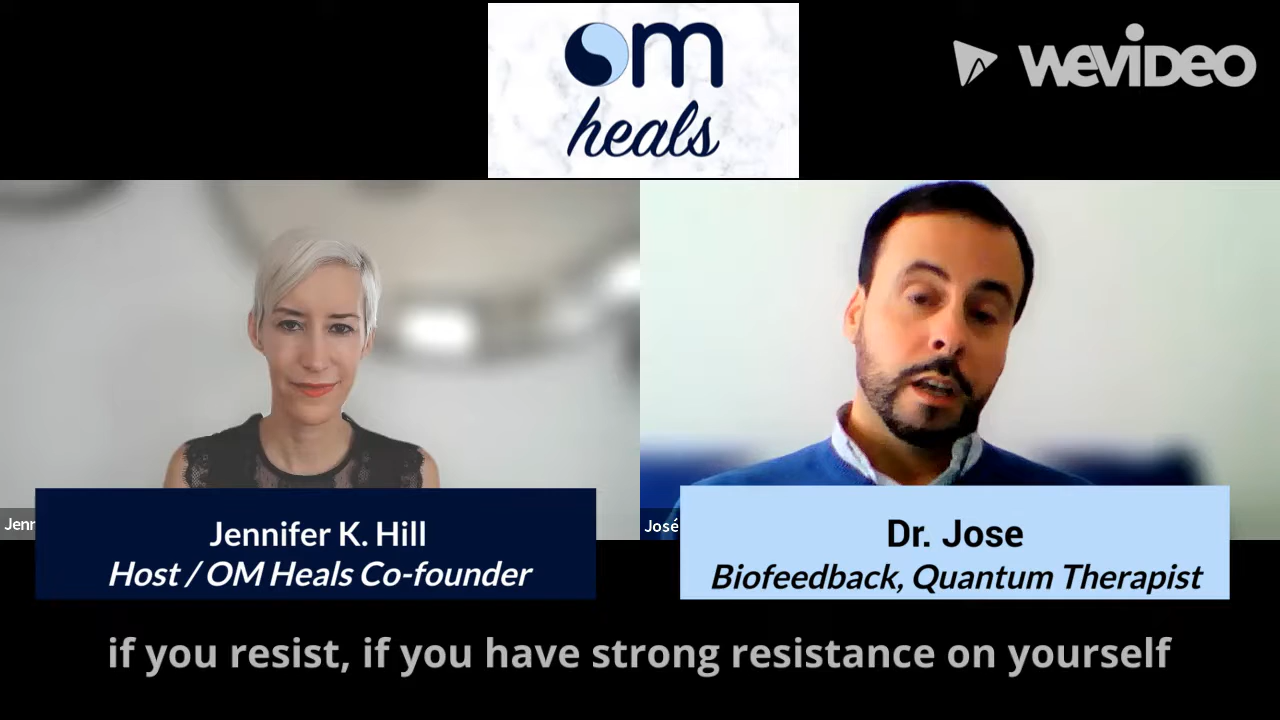 om
heals
WEVIDEO
Jenn
José
Jennifer K. Hill
Host / OM Heals Co-founder
Dr. Jose
Biofeedback, Quantum Therapist
if you resist, if you have strong resistance on yourself